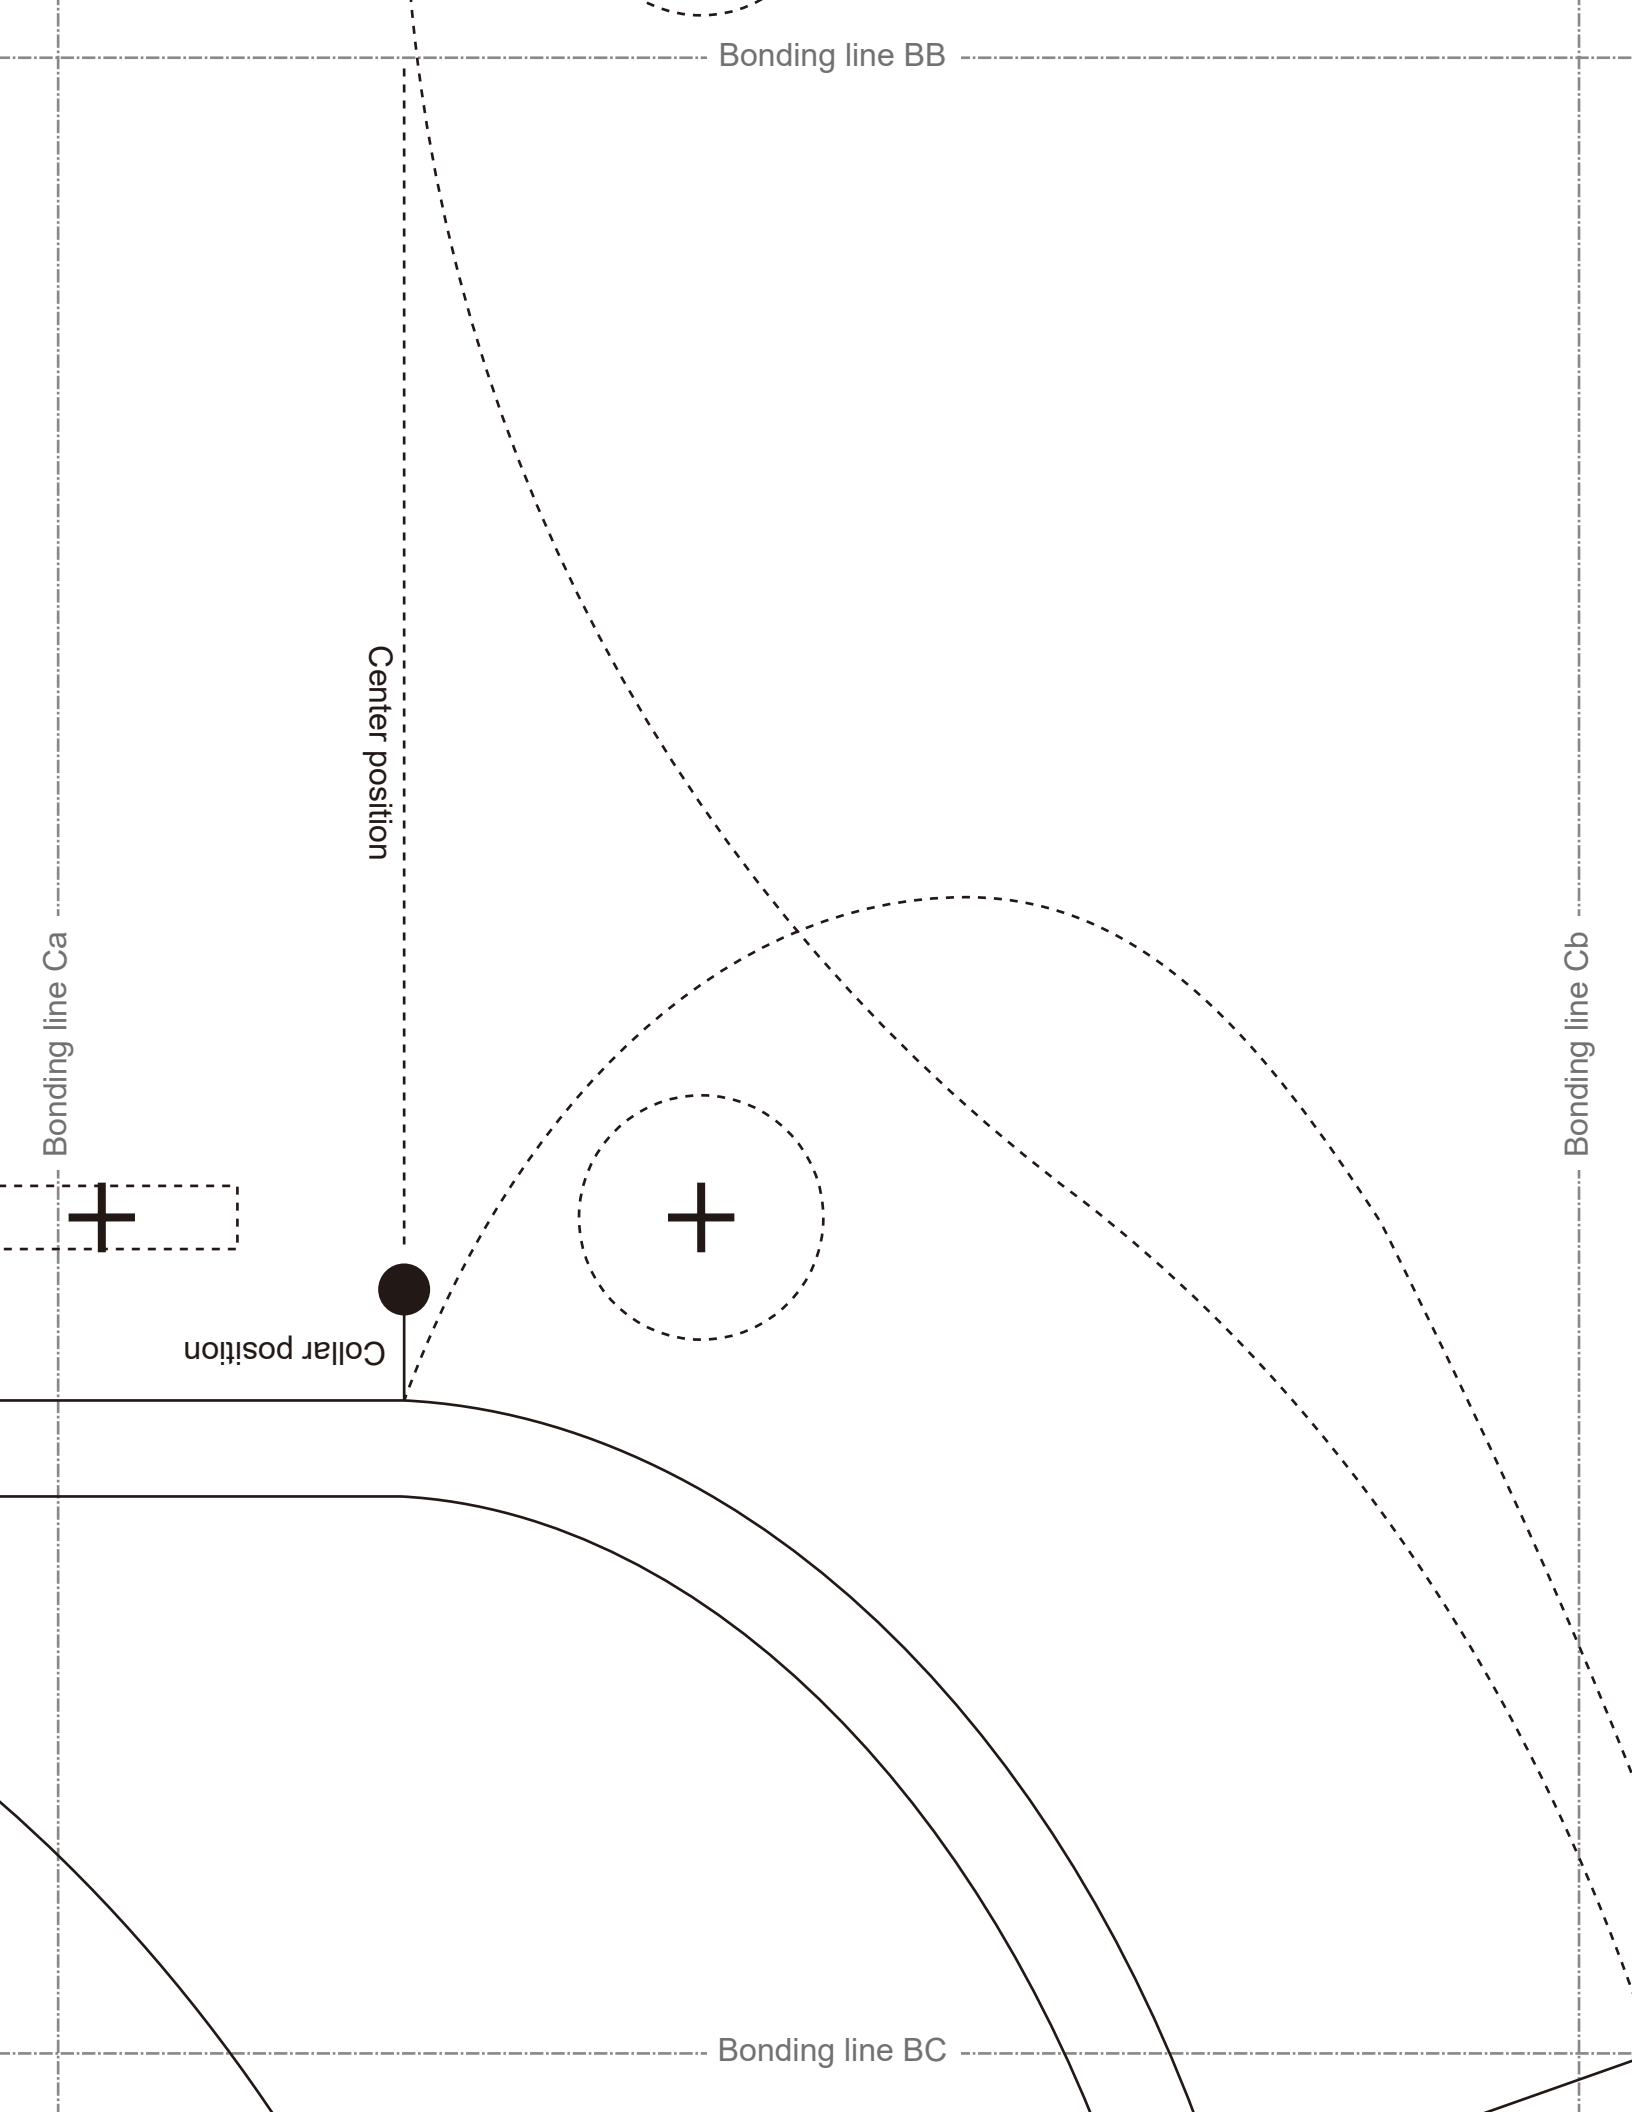 Bonding line BB
Center position
Bonding line Ca
Bonding line Cb
Collar position
Bonding line BC